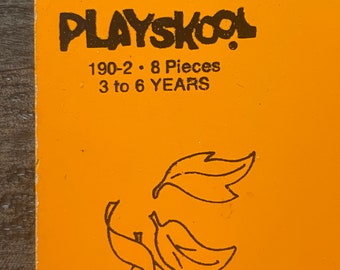 PLAYSKOOL
190-2 • 8 Pieces
3 to 6 YEARS